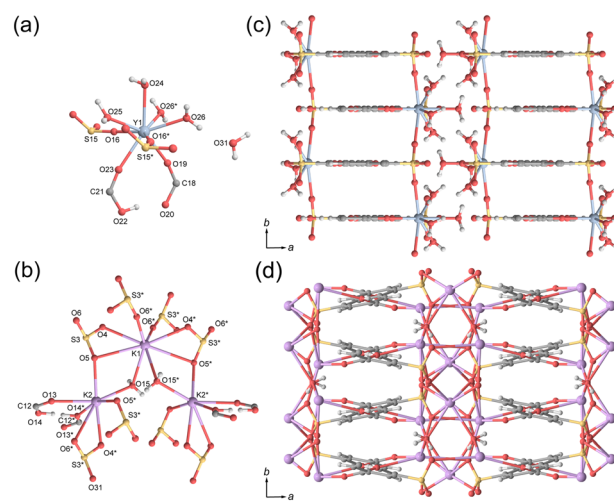 (a)
O24
O25
O26*
O26
Y1
S15
O16
O16*
S15*
O19
O31
O23
C21
C18
O22
O20
(b)
S3*
O6
O6*
S3*
O4*
O6*
S3
O4
O6*
S3*
K1
O5
O5*
K2
O15
O15*
K2*
C12
O13
O5*
O14
O14*
C12*
O13*
S3*
O6*
O4*
S3*
O31
(c)
b
a
(d)
b
a